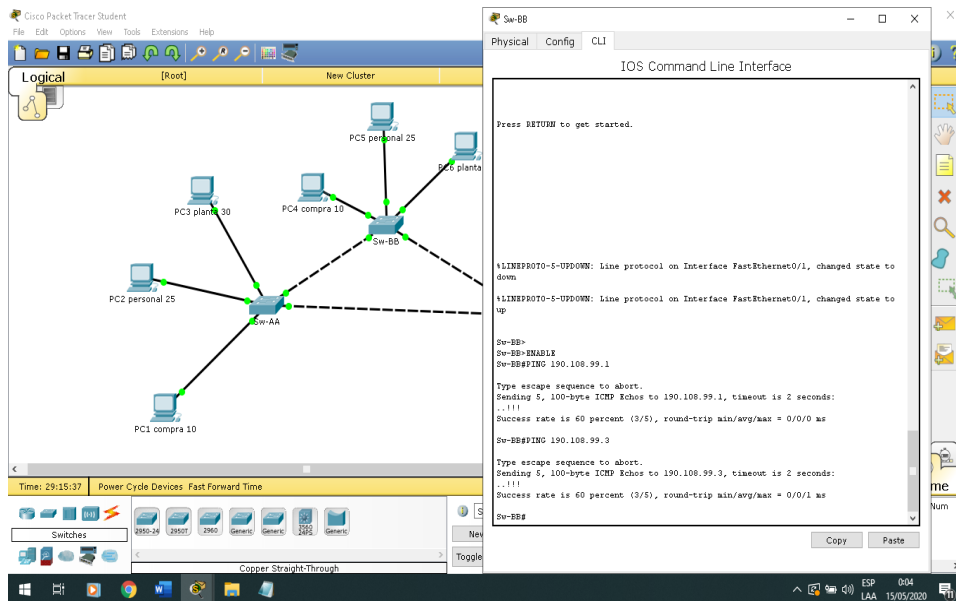 Cisco Packet Tracer Student
File Edit Options View Tools Extensions Help
Logical
[Root]
New Cluster
PC5 personal 25
PC6 planta
PC3 planta 30
PC4 compra 10
Sw-BB
PC2 personal 25
Sw-AA
PC1 compra 10
Time: 29:15:37 Power Cycle Devices Fast Forward Time
Switches
2950-24 2950T 2960 Generic Generic 3560 24PS Generic
Copper Straight-Through
New
Toggle
Sw-BB
Physical Config CLI
IOS Command Line Interface
Press RETURN to get started.
%LINEPROTO-5-UPDOWN: Line protocol on Interface FastEthernet0/1, changed state to
down
%LINEPROTO-5-UPDOWN: Line protocol on Interface FastEthernet0/1, changed state to
up
Sw-BB>
Sw-BB>ENABLE
Sw-BB#PING 190.108.99.1
Type escape sequence to abort.
Sending 5, 100-byte ICMP Echos to 190.108.99.1, timeout is 2 seconds:
..!!!
Success rate is 60 percent (3/5), round-trip min/avg/max = 0/0/0 ms
Sw-BB#PING 190.108.99.3
Type escape sequence to abort.
Sending 5, 100-byte ICMP Echos to 190.108.99.3, timeout is 2 seconds:
..!!!
Success rate is 60 percent (3/5), round-trip min/avg/max = 0/0/1 ms
Sw-BB#
Copy Paste
me
Num
ESP 0:04
LAA 15/05/2020